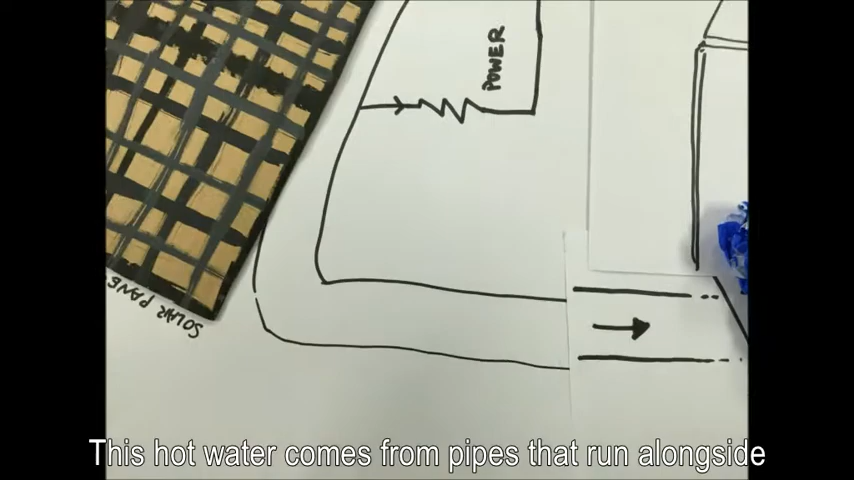 POWER
SOLAR PANE
This hot water comes from pipes that run alongside